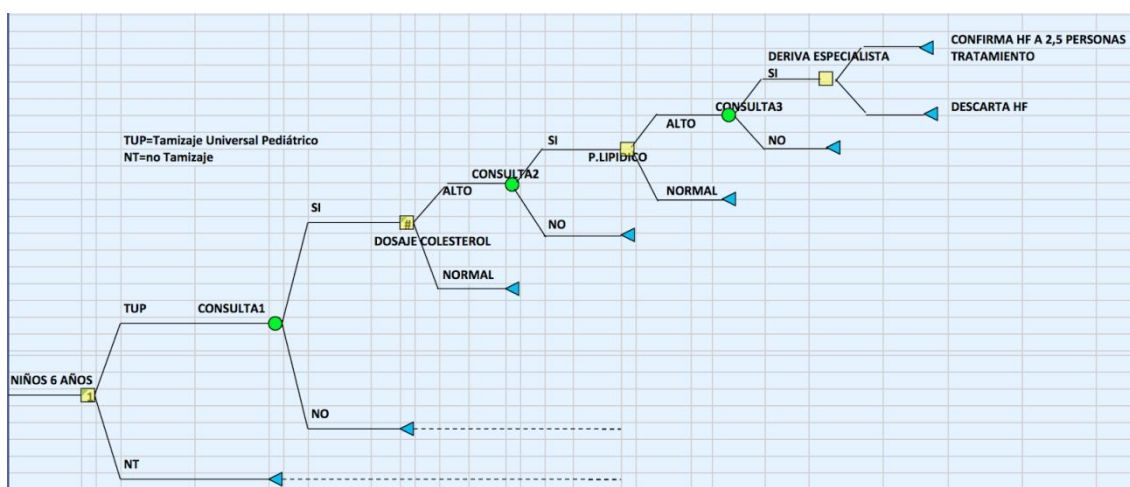 CONFIRMA HF A 2,5 PERSONAS
TRATAMIENTO
DERIVA ESPECIALISTA
SI
DESCARTA HF
CONSULTA3
ALTO
NO
TUP=Tamizaje Universal Pediátrico
NT=no Tamizaje
SI
P.LIPIDICO
CONSULTA2
ALTO
NORMAL
SI
NO
#
DOSAJE COLESTEROL
NORMAL
TUP
CONSULTA1
NIÑOS 6 AÑOS
1
NO
NT